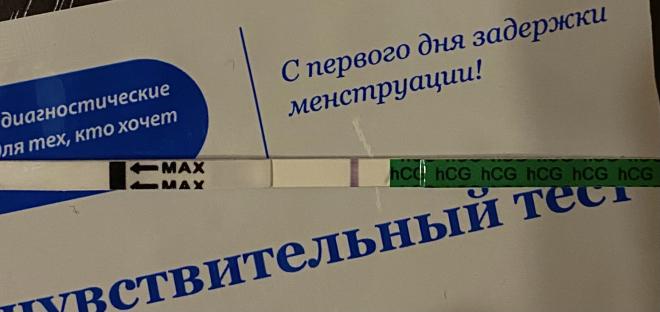 С первого дня задержки
менструации!
диагностические
для тех, кто хочет
MAX
MAX
hCG hCG hCG hCG hCG hCG
чувствительный тест